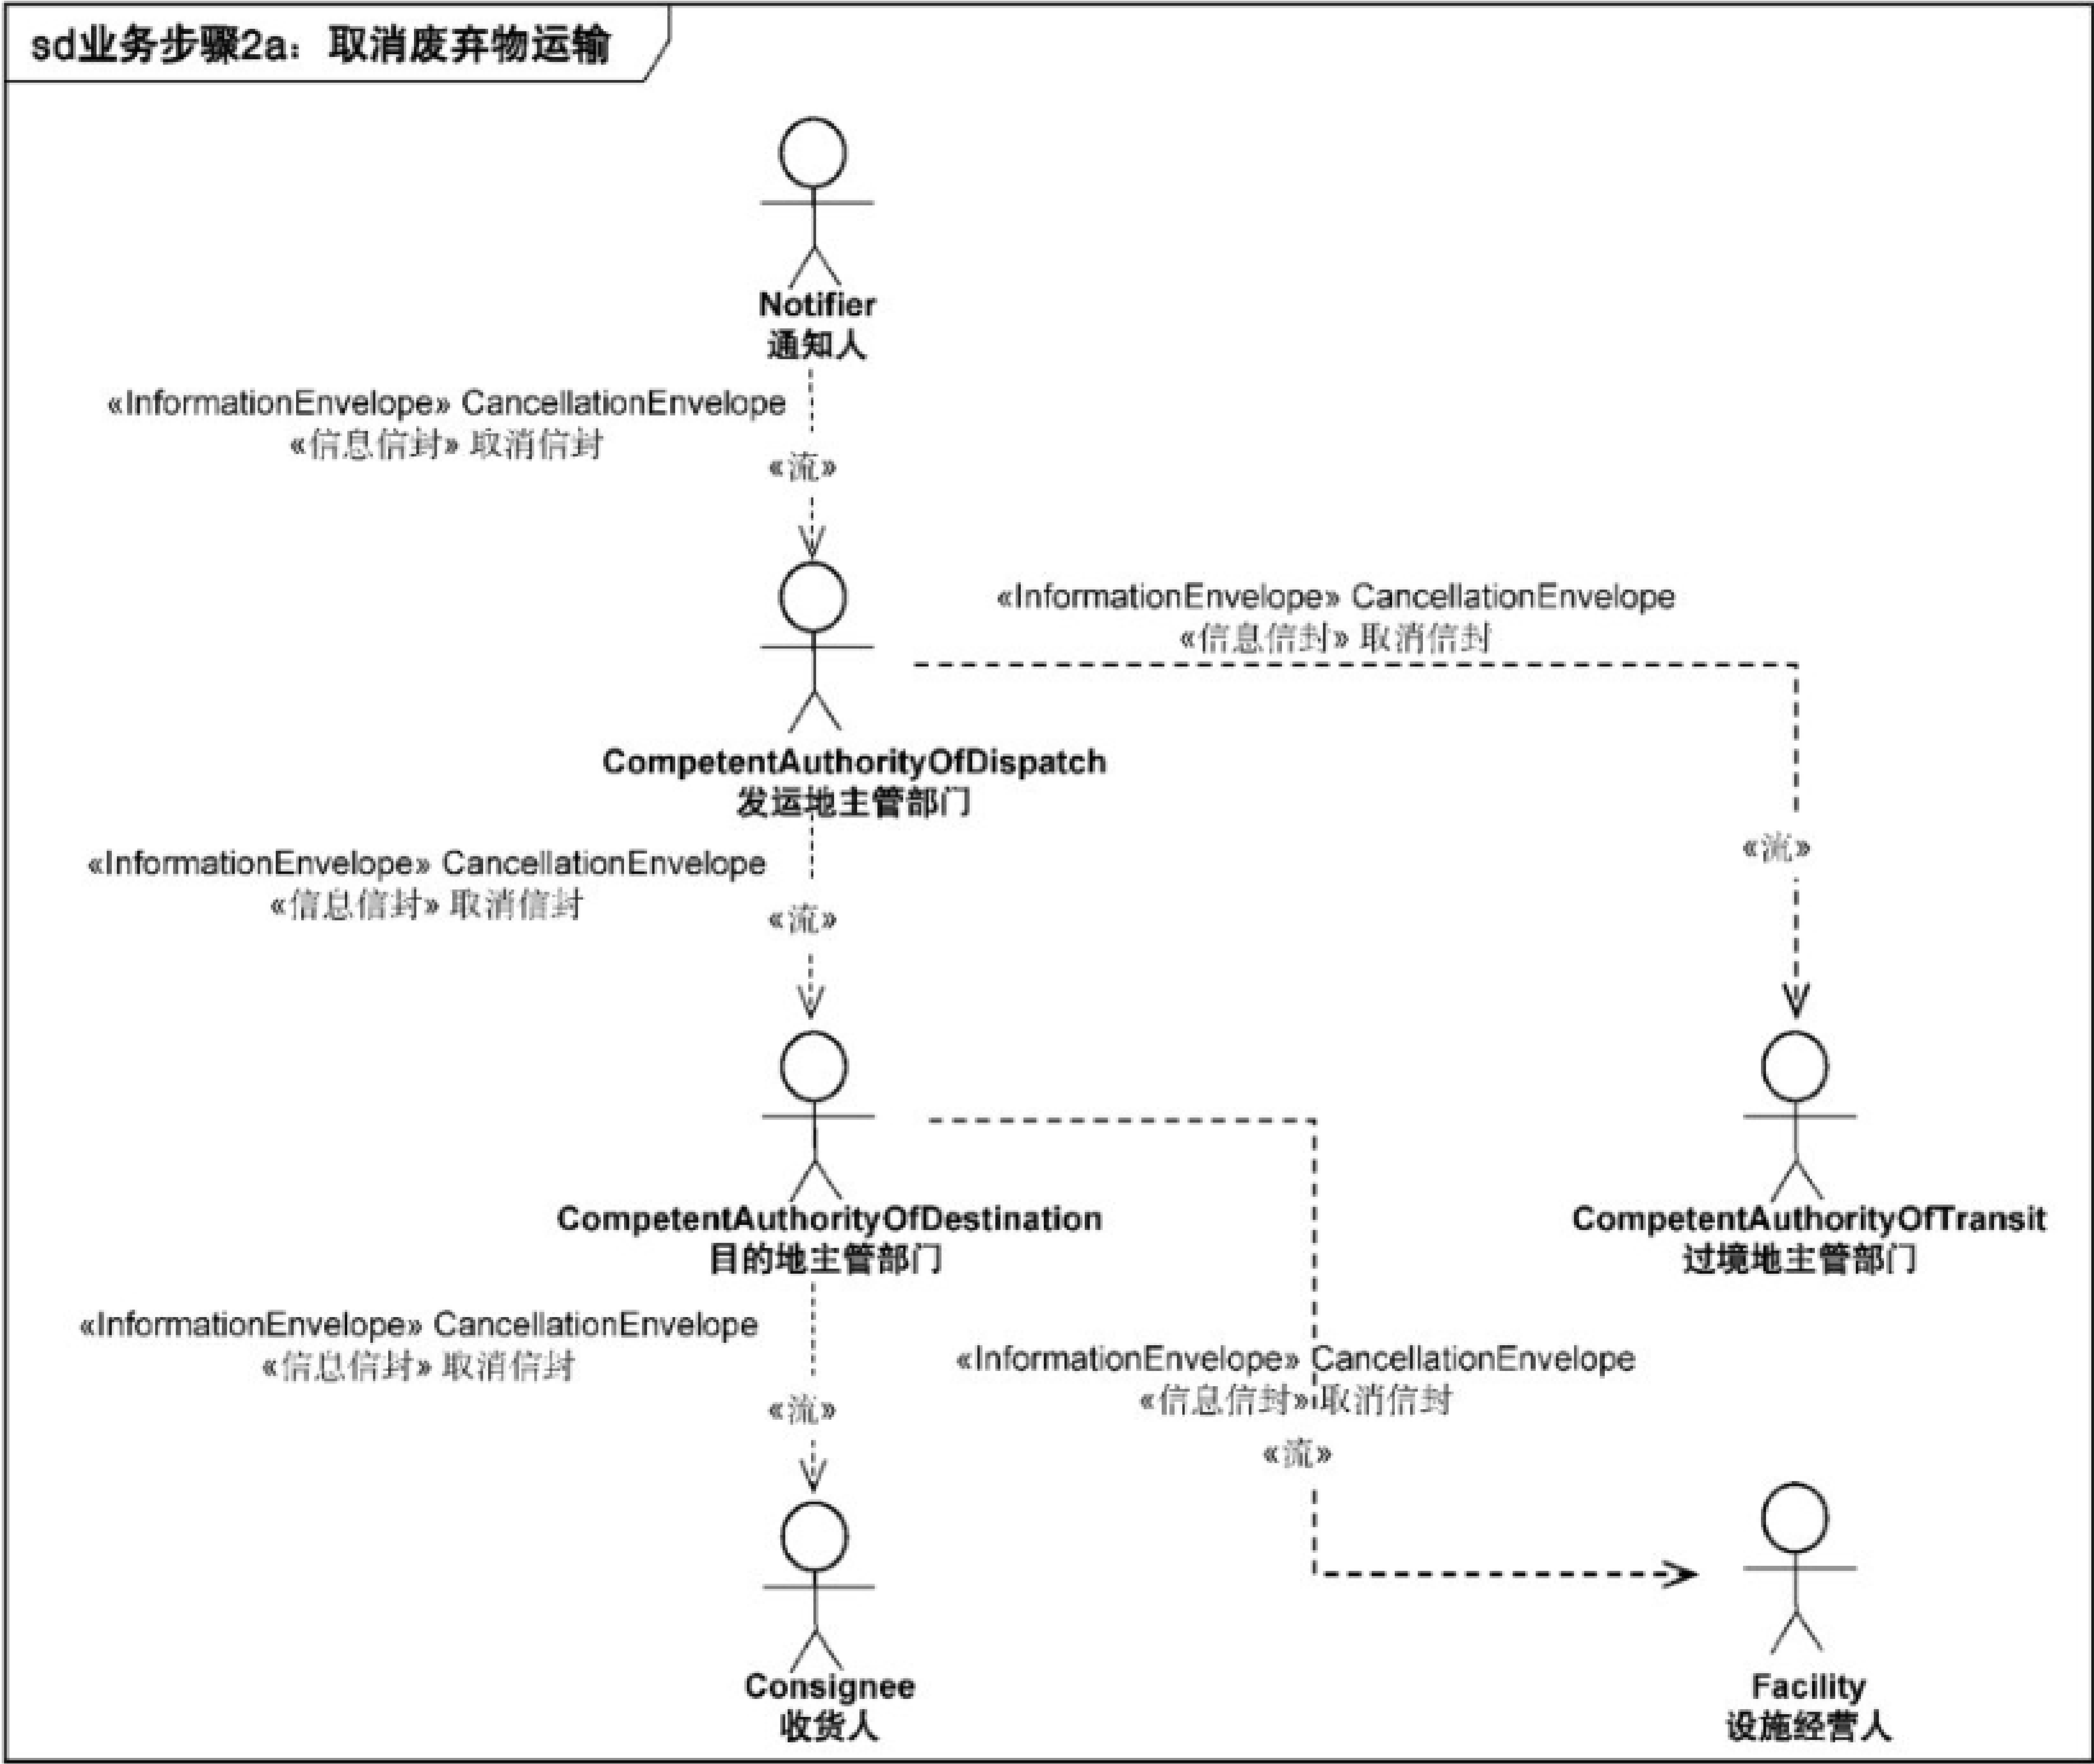 sd业务步骤2a：取消废弃物运输
Notifier
通知人
«InformationEnvelope» CancellationEnvelope
«信息信封» 取消信封
«流»
«InformationEnvelope» CancellationEnvelope
«信息信封» 取消信封
CompetentAuthorityOfDispatch
发运地主管部门
«流»
«InformationEnvelope» CancellationEnvelope
«信息信封» 取消信封
«流»
CompetentAuthorityOfDestination
目的地主管部门
CompetentAuthorityOfTransit
过境地主管部门
«InformationEnvelope» CancellationEnvelope
«信息信封» 取消信封
«流»
«InformationEnvelope» CancellationEnvelope
«信息信封» 取消信封
«流»
Consignee
收货人
Facility
设施经营人